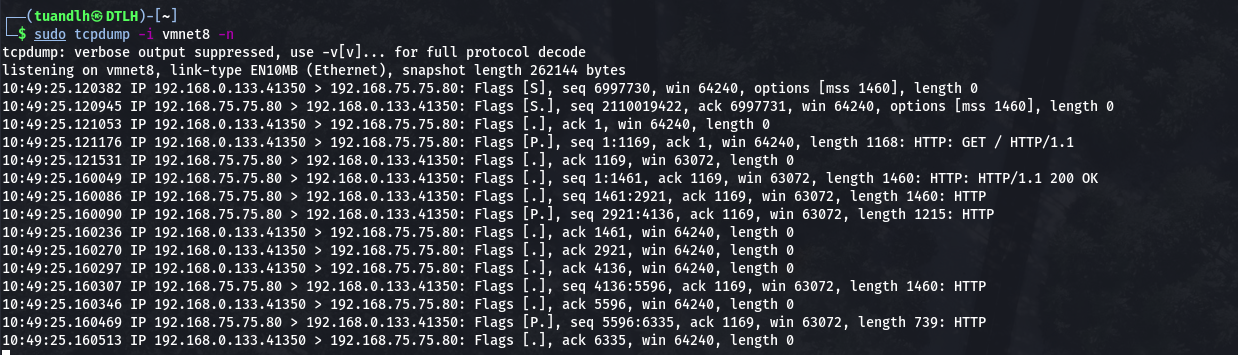 ┌──(tuandlh㉿DTLH)-[~]
└─$ sudo tcpdump -i vmnet8 -n
tcpdump: verbose output suppressed, use -v[v]... for full protocol decode
listening on vmnet8, link-type EN10MB (Ethernet), snapshot length 262144 bytes
10:49:25.120382 IP 192.168.0.133.41350 > 192.168.75.75.80: Flags [S], seq 6997730, win 64240, options [mss 1460], length 0
10:49:25.120945 IP 192.168.75.75.80 > 192.168.0.133.41350: Flags [S.], seq 2110019422, ack 6997731, win 64240, options [mss 1460], length 0
10:49:25.121053 IP 192.168.0.133.41350 > 192.168.75.75.80: Flags [.], ack 1, win 64240, length 0
10:49:25.121176 IP 192.168.0.133.41350 > 192.168.75.75.80: Flags [P.], seq 1:1169, ack 1, win 64240, length 1168: HTTP: GET / HTTP/1.1
10:49:25.121531 IP 192.168.75.75.80 > 192.168.0.133.41350: Flags [.], ack 1169, win 63072, length 0
10:49:25.160049 IP 192.168.75.75.80 > 192.168.0.133.41350: Flags [.], seq 1:1461, ack 1169, win 63072, length 1460: HTTP: HTTP/1.1 200 OK
10:49:25.160086 IP 192.168.75.75.80 > 192.168.0.133.41350: Flags [.], seq 1461:2921, ack 1169, win 63072, length 1460: HTTP
10:49:25.160090 IP 192.168.75.75.80 > 192.168.0.133.41350: Flags [P.], seq 2921:4136, ack 1169, win 63072, length 1215: HTTP
10:49:25.160236 IP 192.168.0.133.41350 > 192.168.75.75.80: Flags [.], ack 1461, win 64240, length 0
10:49:25.160270 IP 192.168.0.133.41350 > 192.168.75.75.80: Flags [.], ack 2921, win 64240, length 0
10:49:25.160297 IP 192.168.0.133.41350 > 192.168.75.75.80: Flags [.], ack 4136, win 64240, length 0
10:49:25.160307 IP 192.168.75.75.80 > 192.168.0.133.41350: Flags [.], seq 4136:5596, ack 1169, win 63072, length 1460: HTTP
10:49:25.160346 IP 192.168.0.133.41350 > 192.168.75.75.80: Flags [.], ack 5596, win 64240, length 0
10:49:25.160469 IP 192.168.75.75.80 > 192.168.0.133.41350: Flags [P.], seq 5596:6335, ack 1169, win 63072, length 739: HTTP
10:49:25.160513 IP 192.168.0.133.41350 > 192.168.75.75.80: Flags [.], ack 6335, win 64240, length 0